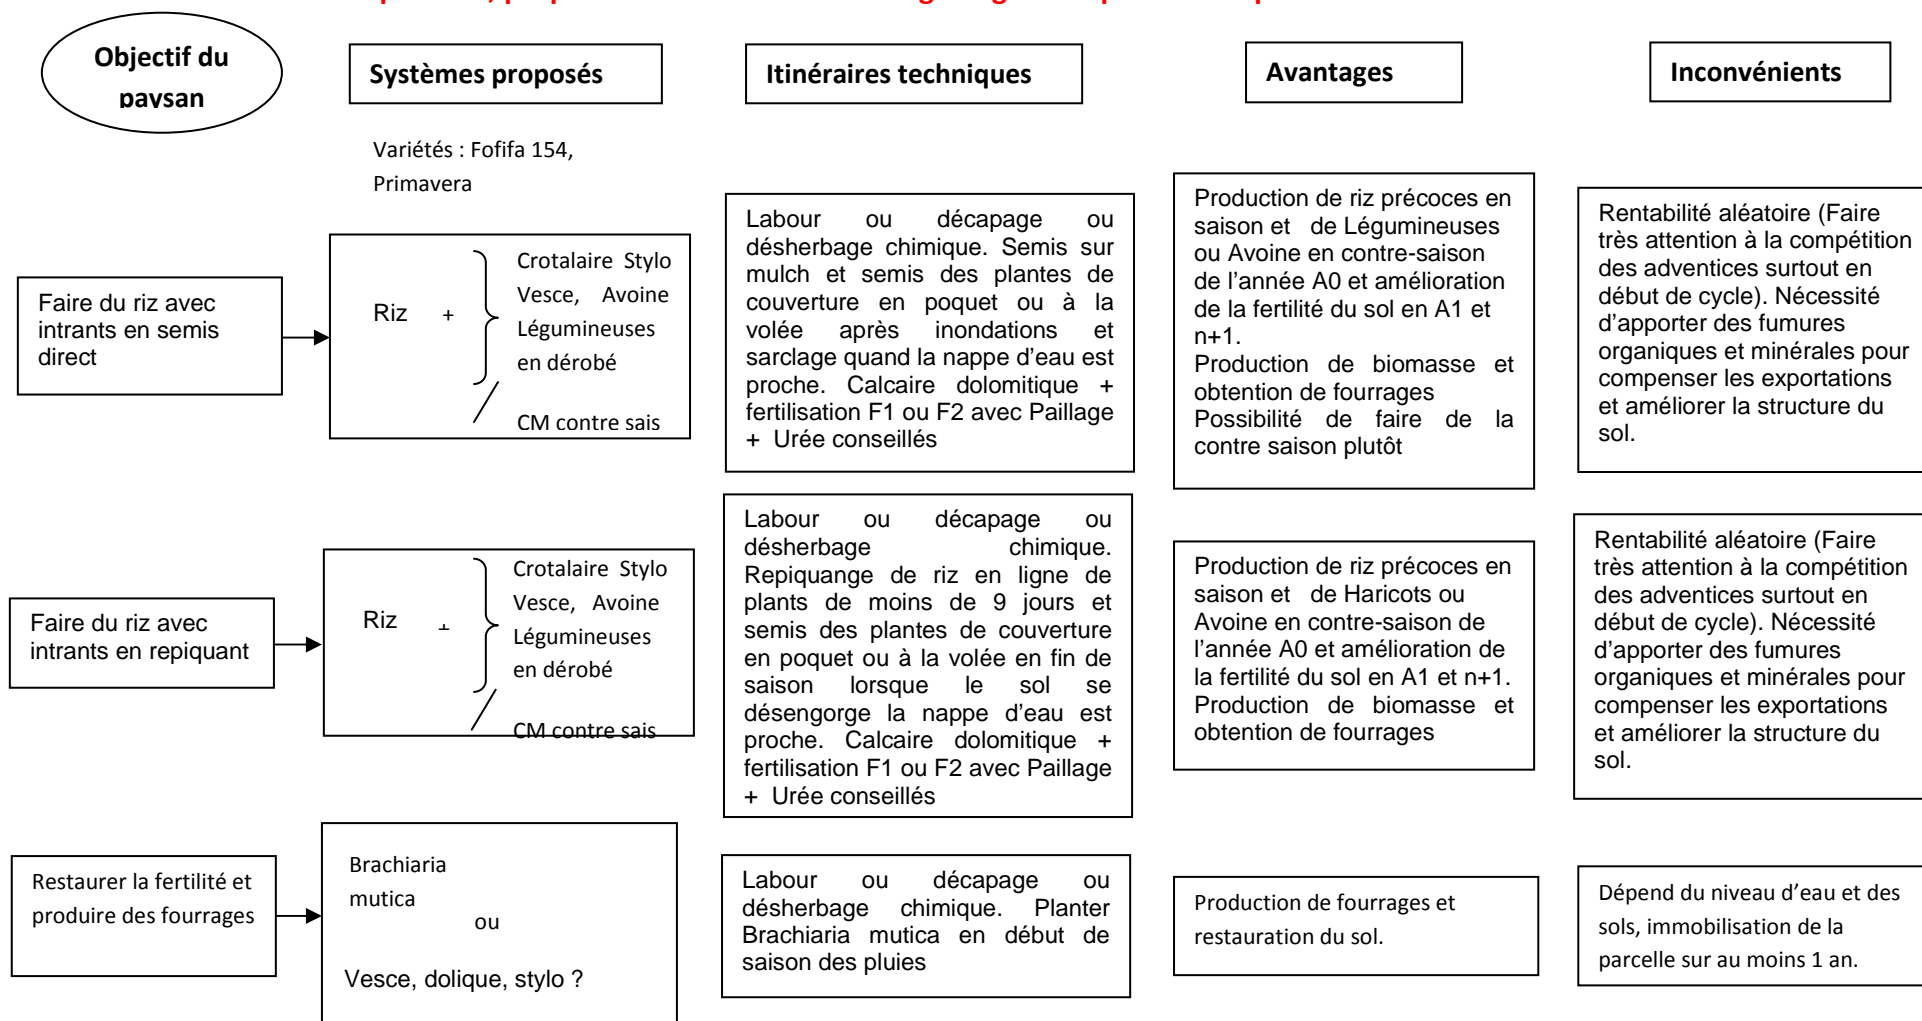 Objectif du
paysan
Systèmes proposés
Itinéraires techniques
Avantages
Inconvénients
Variétés : Fofifa 154,
Primavera
Faire du riz avec
intrants en semis
direct
Riz +
Crotalaire Stylo
Vesce, Avoine
Légumineuses
en dérobé
/
CM contre sais
Labour ou décapage ou
désherbage chimique. Semis sur
mulch et semis des plantes de
couverture en poquet ou à la
volée après inondations et
sarclage quand la nappe d'eau est
proche. Calcaire dolomitique +
fertilisation F1 ou F2 avec Paillage
+ Urée conseillés
Production de riz précoces en
saison et de Légumineuses
ou Avoine en contre-saison
de l'année A0 et amélioration
de la fertilité du sol en A1 et
n+1.
Production de biomasse et
obtention de fourrages
Possibilité de faire de la
contre saison plutôt
Rentabilité aléatoire (Faire
très attention à la compétition
des adventices surtout en
début de cycle). Nécessité
d'apporter des fumures
organiques et minérales pour
compenser les exportations
et améliorer la structure du
sol.
Faire du riz avec
intrants en repiquant
Riz +
Crotalaire Stylo
Vesce, Avoine
Légumineuses
en dérobé
/
CM contre sais
Labour ou décapage ou
désherbage chimique.
Repiquange de riz en ligne de
plants de moins de 9 jours et
semis des plantes de couverture
en poquet ou à la volée en fin de
saison lorsque le sol se
désengorge la nappe d'eau est
proche. Calcaire dolomitique +
fertilisation F1 ou F2 avec Paillage
+ Urée conseillés
Production de riz précoces en
saison et de Haricots ou
Avoine en contre-saison de
l'année A0 et amélioration de
la fertilité du sol en A1 et n+1.
Production de biomasse et
obtention de fourrages
Rentabilité aléatoire (Faire
très attention à la compétition
des adventices surtout en
début de cycle). Nécessité
d'apporter des fumures
organiques et minérales pour
compenser les exportations
et améliorer la structure du
sol.
Restaurer la fertilité et
produire des fourrages
Brachiaria
mutica
ou
Vesce, dolique, stylo ?
Labour ou décapage ou
désherbage chimique. Planter
Brachiaria mutica en début de
saison des pluies
Production de fourrages et
restauration du sol.
Dépend du niveau d'eau et des
sols, immobilisation de la
parcelle sur au moins 1 an.